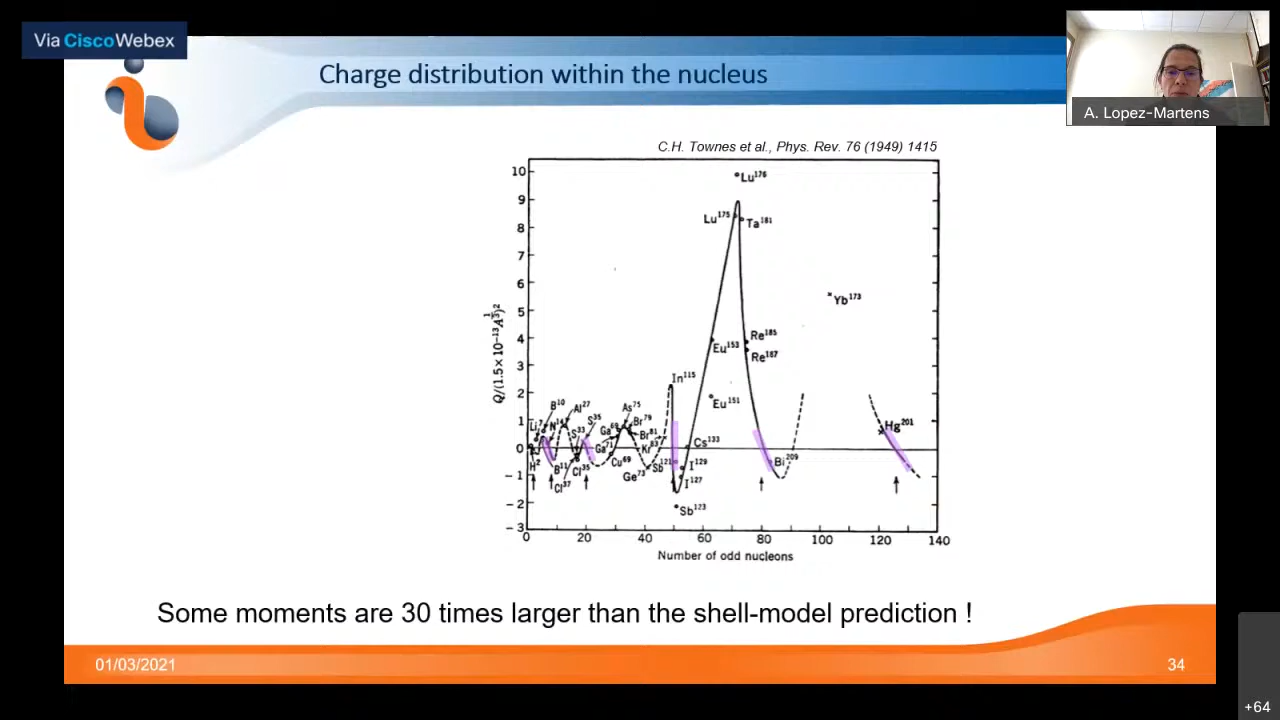 Via Cisco Webex
Charge distribution within the nucleus
A. Lopez-Martens
C.H. Townes et al., Phys. Rev. 76 (1949) 1415
Q/(1.5×10⁻¹³A^⅓)²
10
9
8
7
6
5
4
3
2
1
0
−1
−2
−3
Lu¹⁷⁶
Lu¹⁷⁵
Ta¹⁸¹
Yb¹⁷³
Re¹⁸⁵
Re¹⁸⁷
Eu¹⁵³
Eu¹⁵¹
In¹¹⁵
B¹⁰
Al²⁷
As⁷⁵
Li⁷
N¹⁴
S³⁵
S³³
Ga⁶⁹
Br⁷⁹
Br⁸¹
Hg²⁰¹
Ga⁷¹
Kr⁸³
Cs¹³³
H²
B¹¹
Cl³⁵
Cu⁶⁹
Sb¹²¹
I¹²⁹
Bi²⁰⁹
Cl³⁷
Ge⁷³
I¹²⁷
Sb¹²³
0 20 40 60 80 100 120 140
Number of odd nucleons
Some moments are 30 times larger than the shell-model prediction !
01/03/2021
34
+64